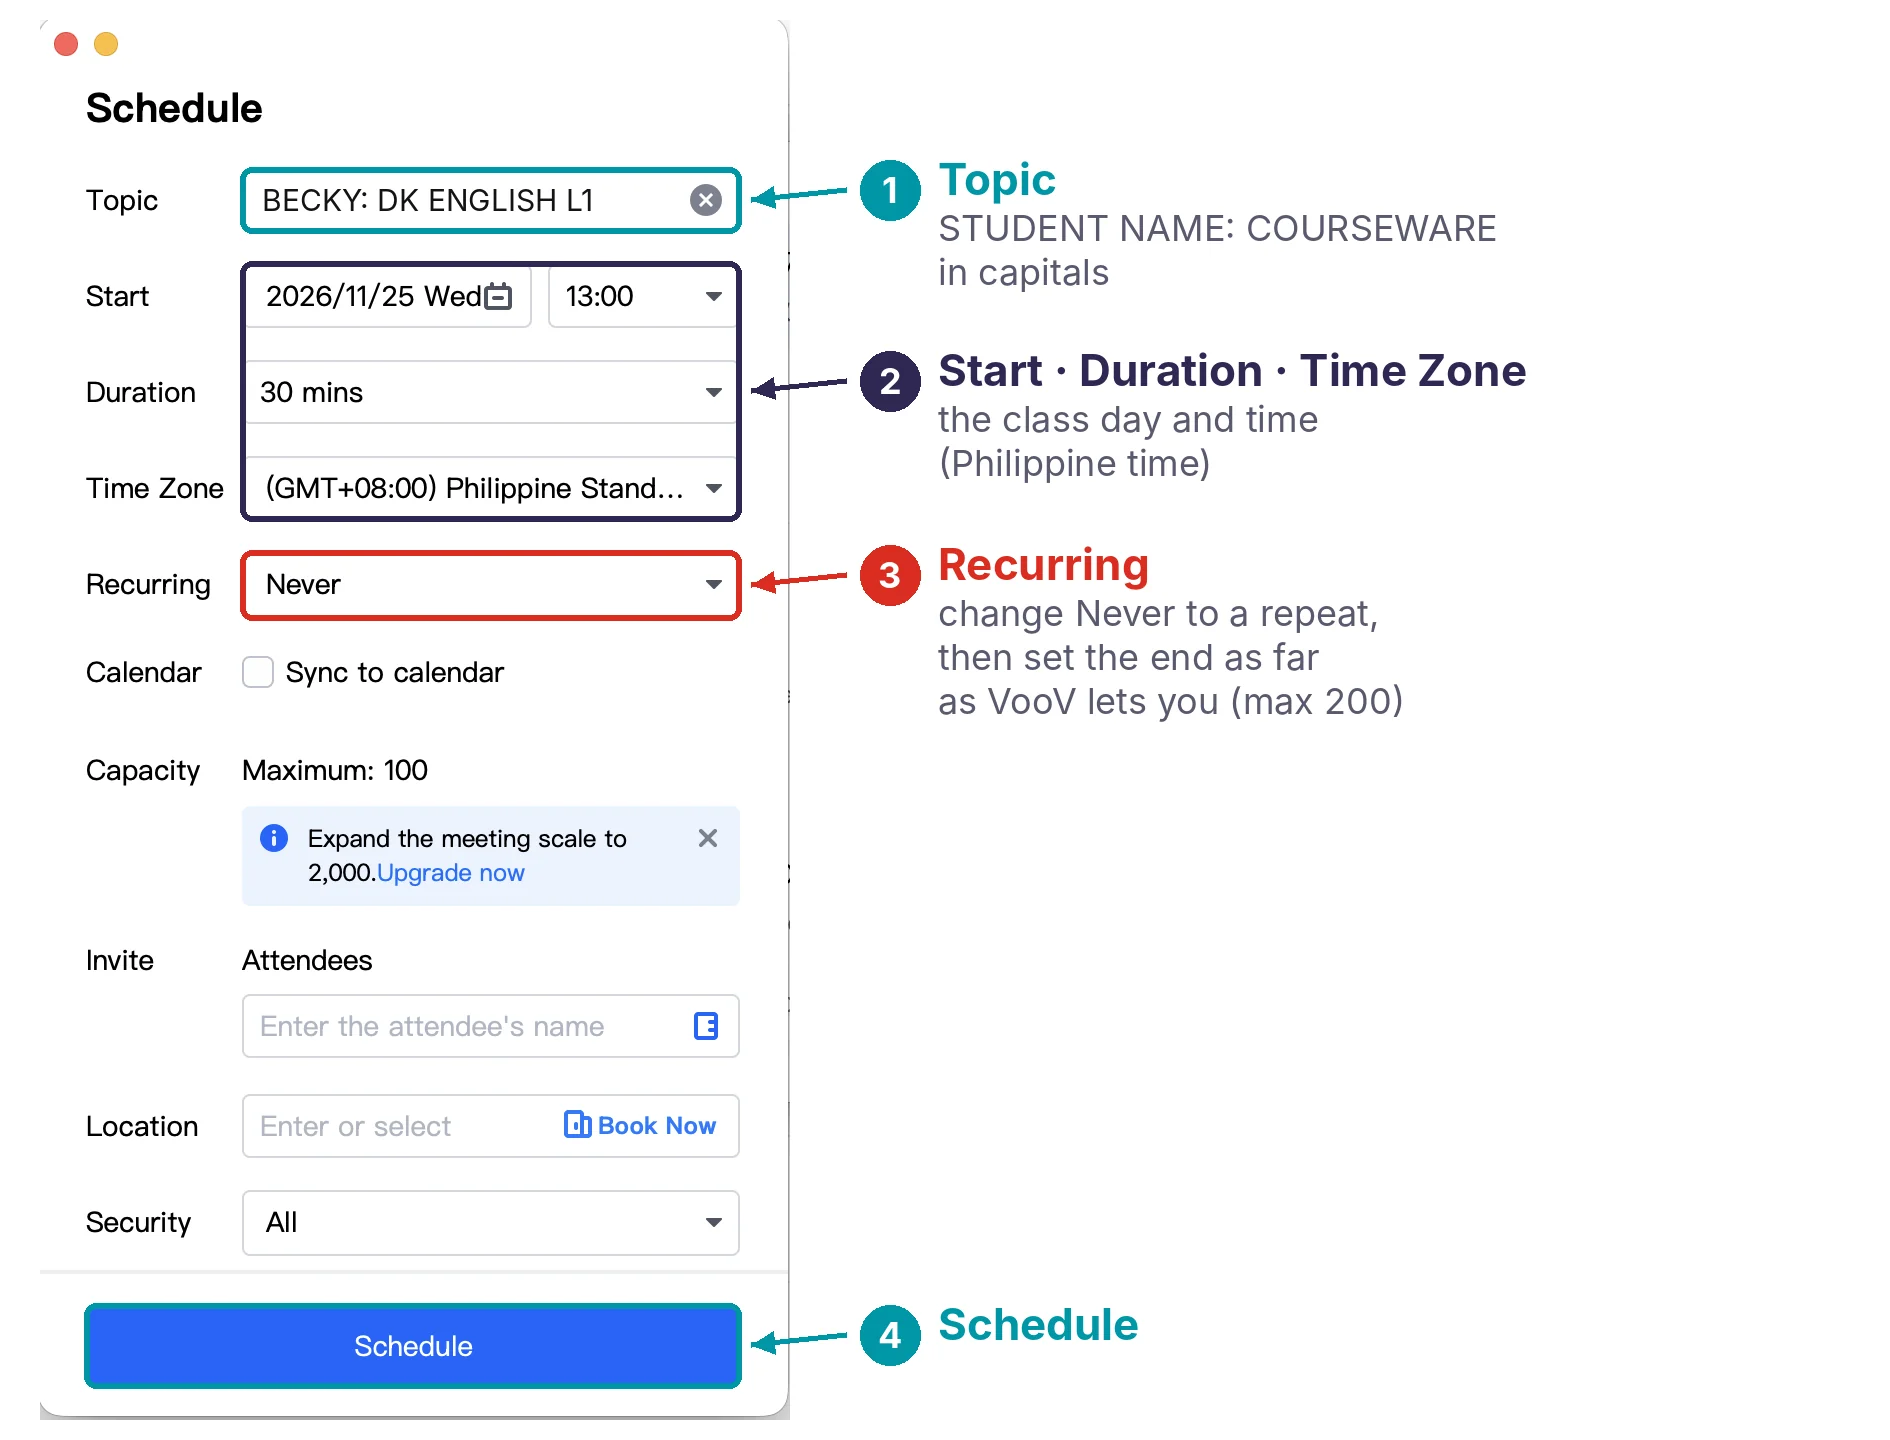 Schedule
Topic
BECKY: DK ENGLISH L1
Start
2026/11/25 Wed
13:00
Duration
30 mins
Time Zone
(GMT+08:00) Philippine Stand...
Recurring
Never
Calendar
Sync to calendar
Capacity
Maximum: 100
Expand the meeting scale to
2,000.Upgrade now
Invite
Attendees
Enter the attendee's name
Location
Enter or select
Book Now
Security
All
Schedule
1
Topic
STUDENT NAME: COURSEWARE
in capitals
2
Start · Duration · Time Zone
the class day and time
(Philippine time)
3
Recurring
change Never to a repeat,
then set the end as far
as VooV lets you (max 200)
4
Schedule